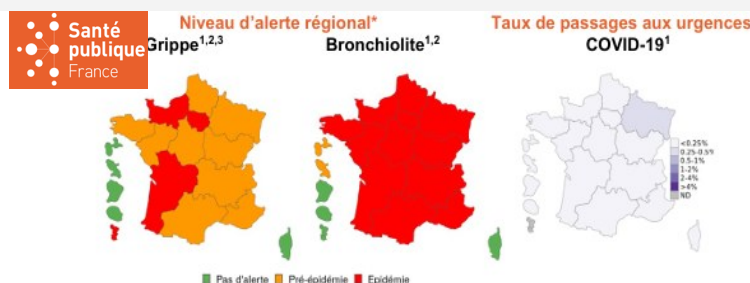 Santé
publique
France
Niveau d'alerte régional*
Taux de passages aux urgences
Grippe1,2,3
Bronchiolite1,2
COVID-19¹
<0.25%
0.25-0.5%
0.5-1%
1-2%
2-4%
>4%
ND
Pas d'alerte
Pré-épidémie
Epidémie